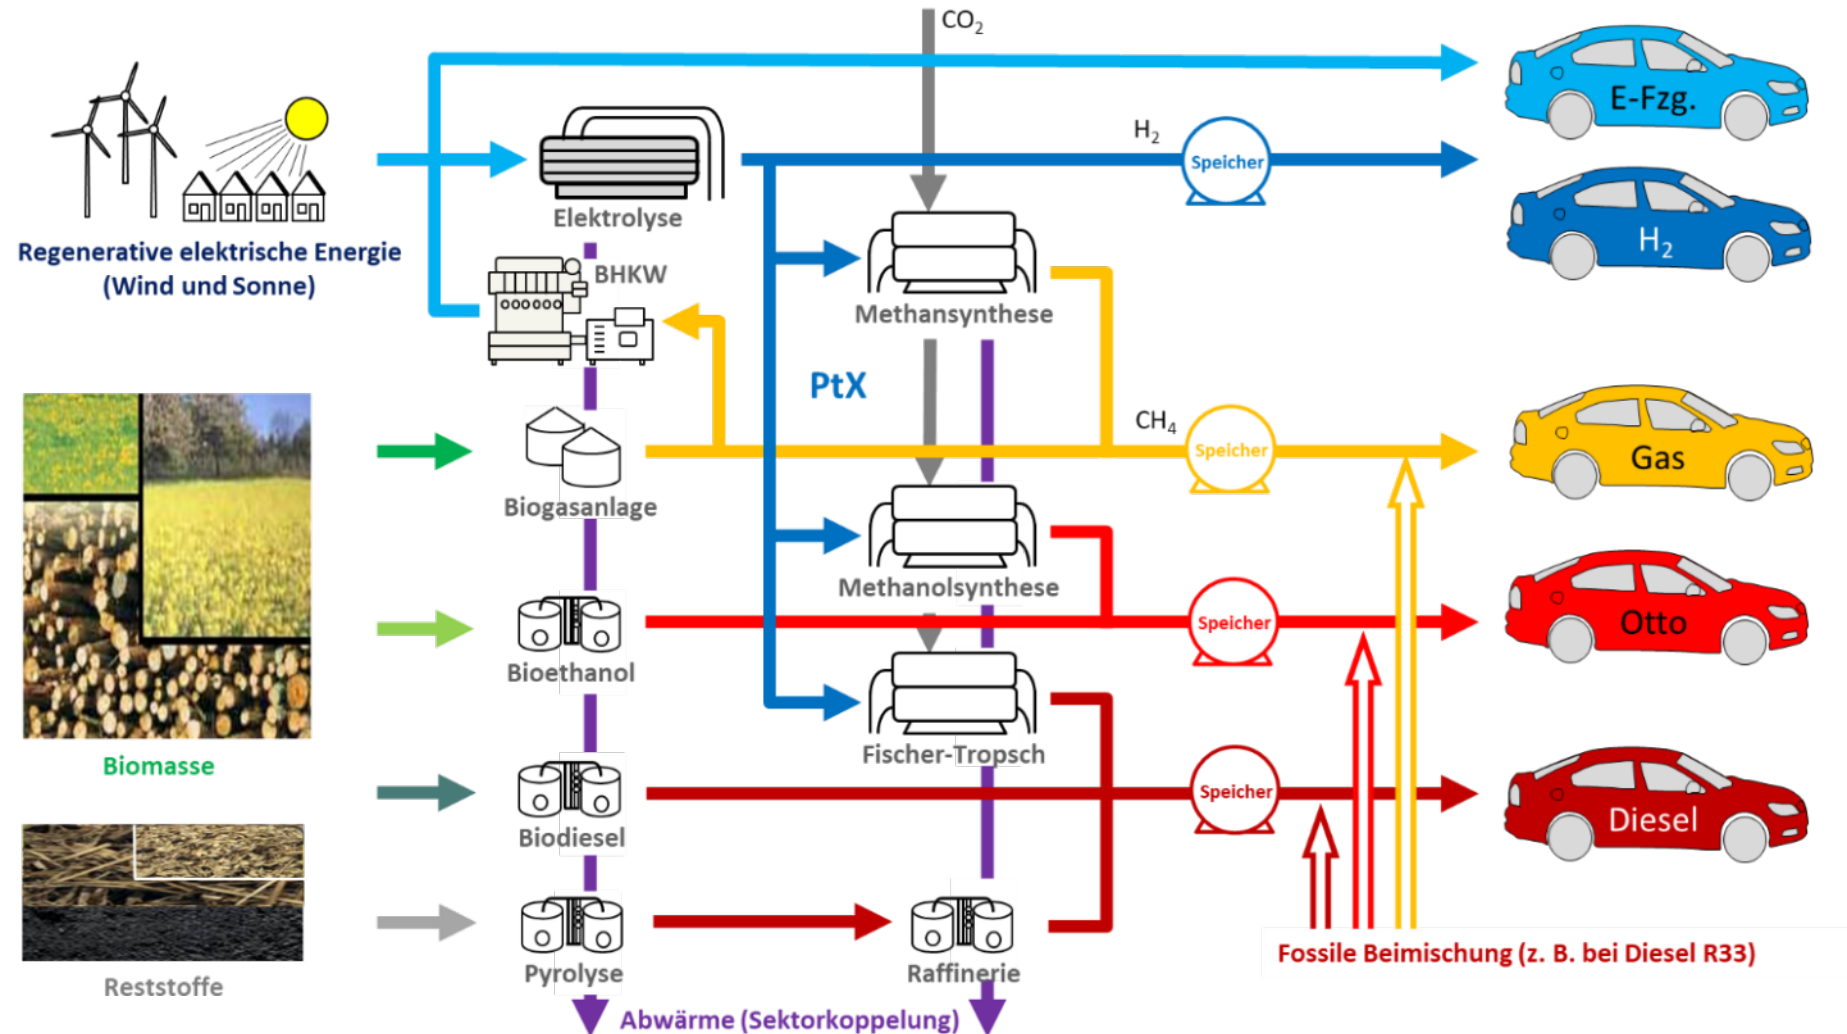 CO₂
E-Fzg.
H₂
Speicher
Elektrolyse
H₂
Regenerative elektrische Energie
(Wind und Sonne)
BHKW
Methansynthese
PtX
CH₄
Speicher
Gas
Biogasanlage
Methanolsynthese
Speicher
Otto
Bioethanol
Fischer-Tropsch
Biomasse
Speicher
Diesel
Biodiesel
Fossile Beimischung (z. B. bei Diesel R33)
Pyrolyse
Raffinerie
Reststoffe
Abwärme (Sektorkoppelung)